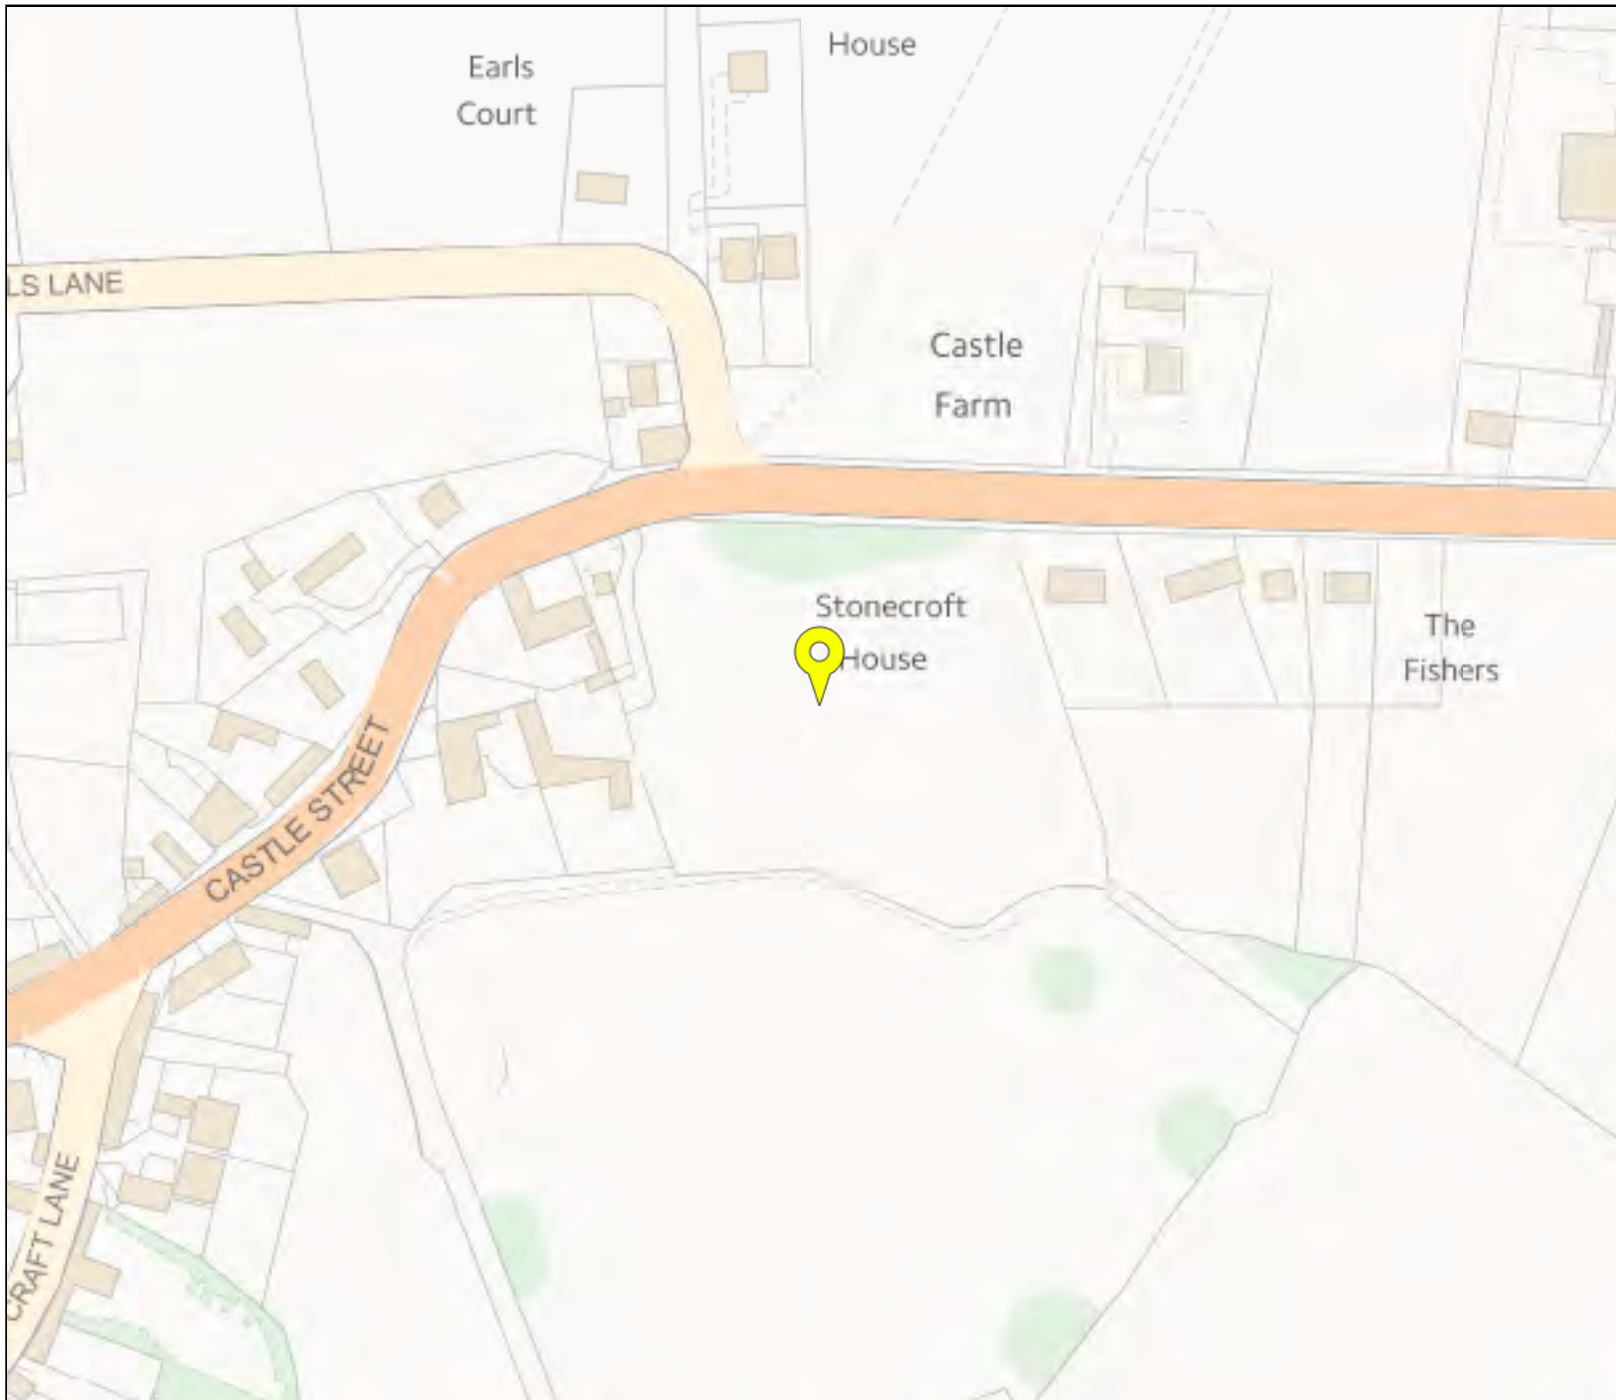 House
Earls
Court
LS LANE
Castle
Farm
Stonecroft
House
The
Fishers
CASTLE STREET
CRAFT LANE